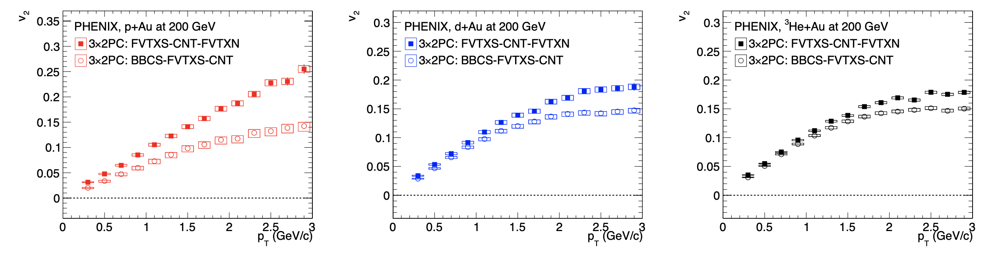 v2
0.35
0.3
0.25
0.2
0.15
0.1
0.05
0
PHENIX, p+Au at 200 GeV
3×2PC: FVTXS-CNT-FVTXN
3×2PC: BBCS-FVTXS-CNT
0 0.5 1 1.5 2 2.5 3
pT (GeV/c)
v2
0.3
0.25
0.2
0.15
0.1
0.05
0
PHENIX, d+Au at 200 GeV
3×2PC: FVTXS-CNT-FVTXN
3×2PC: BBCS-FVTXS-CNT
0 0.5 1 1.5 2 2.5 3
pT (GeV/c)
v2
0.3
0.25
0.2
0.15
0.1
0.05
0
PHENIX, 3He+Au at 200 GeV
3×2PC: FVTXS-CNT-FVTXN
3×2PC: BBCS-FVTXS-CNT
0 0.5 1 1.5 2 2.5 3
pT (GeV/c)